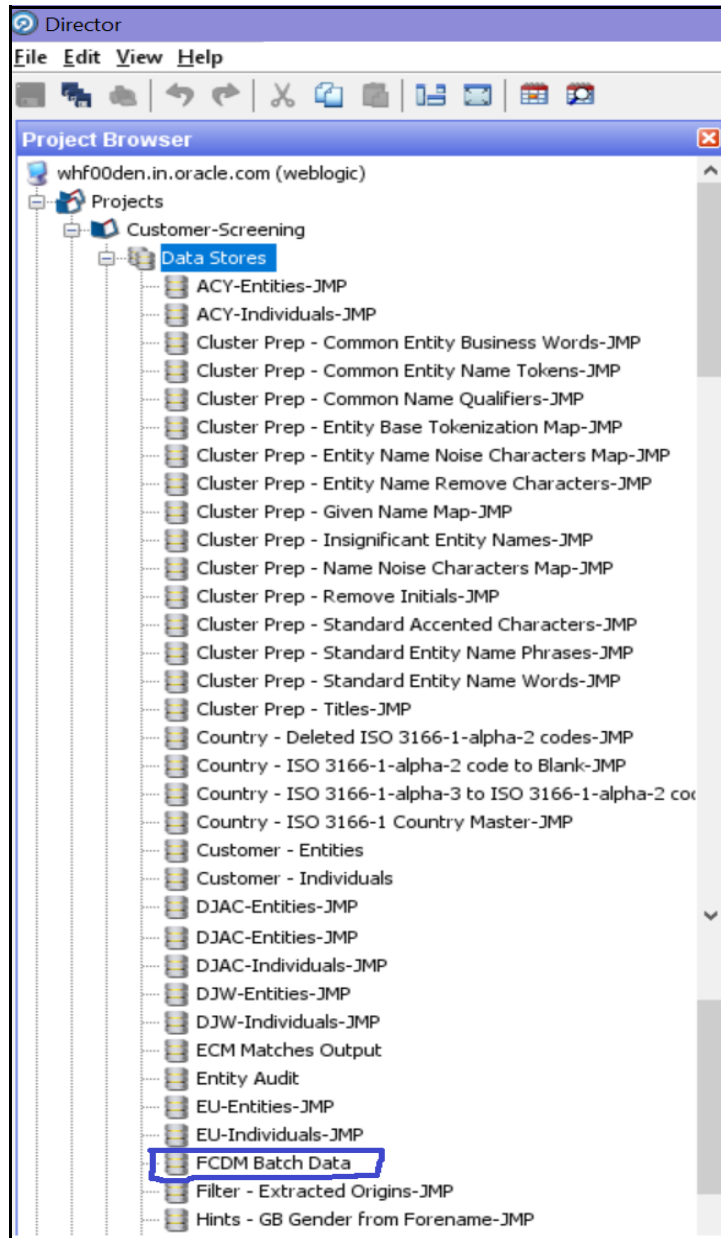 Director
File Edit View Help
Project Browser
whf00den.in.oracle.com (weblogic)
Projects
Customer-Screening
Data Stores
ACY-Entities-JMP
ACY-Individuals-JMP
Cluster Prep - Common Entity Business Words-JMP
Cluster Prep - Common Entity Name Tokens-JMP
Cluster Prep - Common Name Qualifiers-JMP
Cluster Prep - Entity Base Tokenization Map-JMP
Cluster Prep - Entity Name Noise Characters Map-JMP
Cluster Prep - Entity Name Remove Characters-JMP
Cluster Prep - Given Name Map-JMP
Cluster Prep - Insignificant Entity Names-JMP
Cluster Prep - Name Noise Characters Map-JMP
Cluster Prep - Remove Initials-JMP
Cluster Prep - Standard Accented Characters-JMP
Cluster Prep - Standard Entity Name Phrases-JMP
Cluster Prep - Standard Entity Name Words-JMP
Cluster Prep - Titles-JMP
Country - Deleted ISO 3166-1-alpha-2 codes-JMP
Country - ISO 3166-1-alpha-2 code to Blank-JMP
Country - ISO 3166-1-alpha-3 to ISO 3166-1-alpha-2 co
Country - ISO 3166-1 Country Master-JMP
Customer - Entities
Customer - Individuals
DJAC-Entities-JMP
DJAC-Entities-JMP
DJAC-Individuals-JMP
DJW-Entities-JMP
DJW-Individuals-JMP
ECM Matches Output
Entity Audit
EU-Entities-JMP
EU-Individuals-JMP
FCDM Batch Data
Filter - Extracted Origins-JMP
Hints - GB Gender from Forename-JMP